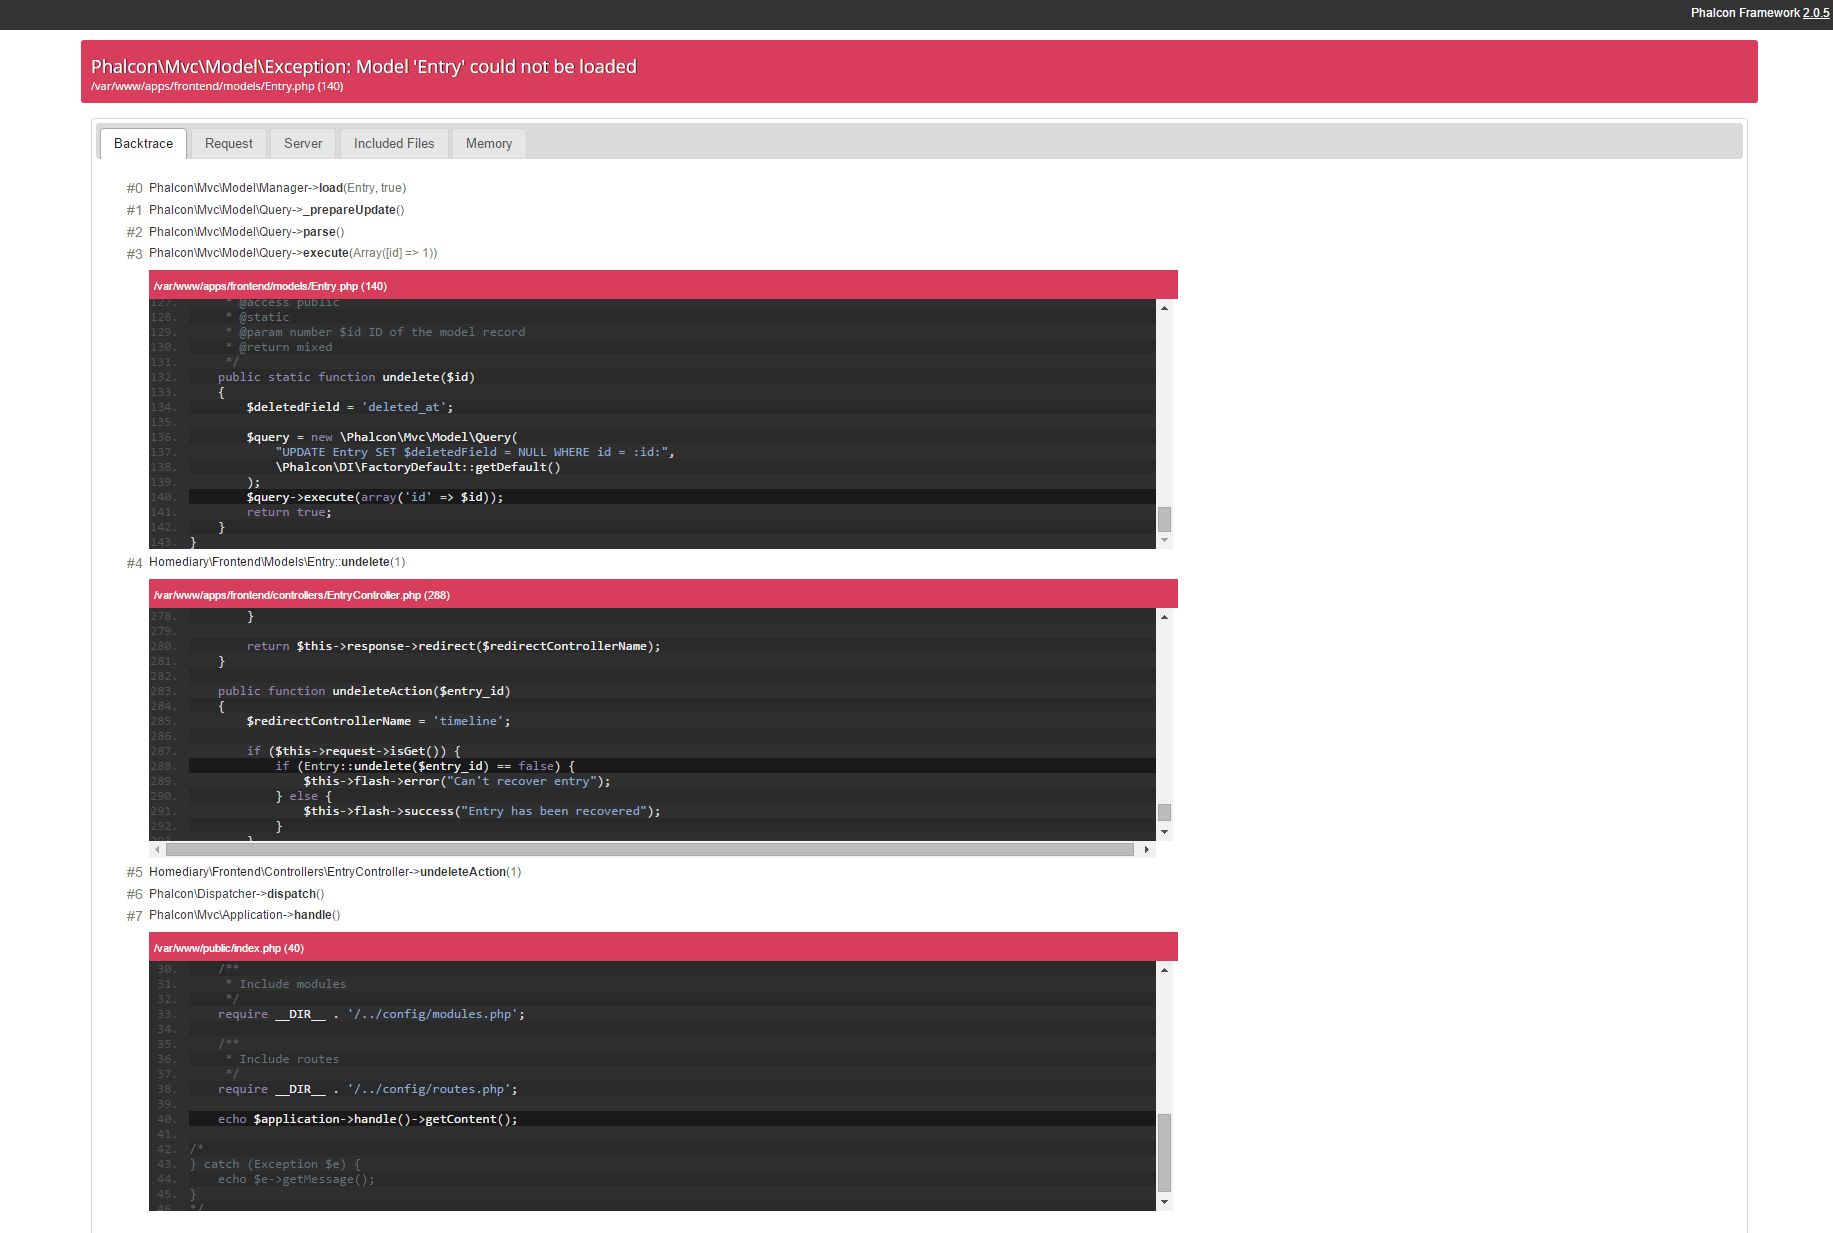 Phalcon Framework 2.0.5
Phalcon\Mvc\Model\Exception: Model 'Entry' could not be loaded
/var/www/apps/frontend/models/Entry.php (140)
Backtrace Request Server Included Files Memory
#0 Phalcon\Mvc\Model\Manager->load(Entry, true)
#1 Phalcon\Mvc\Model\Query->_prepareUpdate()
#2 Phalcon\Mvc\Model\Query->parse()
#3 Phalcon\Mvc\Model\Query->execute(Array([id] => 1))
/var/www/apps/frontend/models/Entry.php (140)
127. * @access public
128. * @static
129. * @param number $id ID of the model record
130. * @return mixed
131. */
132. public static function undelete($id)
133. {
134. $deletedField = 'deleted_at';
135.
136. $query = new \Phalcon\Mvc\Model\Query(
137. "UPDATE Entry SET $deletedField = NULL WHERE id = :id:",
138. \Phalcon\DI\FactoryDefault::getDefault()
139. );
140. $query->execute(array('id' => $id));
141. return true;
142. }
143. }
#4 Homediary\Frontend\Models\Entry::undelete(1)
/var/www/apps/frontend/controllers/EntryController.php (288)
278. }
279.
280. return $this->response->redirect($redirectControllerName);
281. }
282.
283. public function undeleteAction($entry_id)
284. {
285. $redirectControllerName = 'timeline';
286.
287. if ($this->request->isGet()) {
288. if (Entry::undelete($entry_id) == false) {
289. $this->flash->error("Can't recover entry");
290. } else {
291. $this->flash->success("Entry has been recovered");
292. }
293. }
#5 Homediary\Frontend\Controllers\EntryController->undeleteAction(1)
#6 Phalcon\Dispatcher->dispatch()
#7 Phalcon\Mvc\Application->handle()
/var/www/public/index.php (40)
30. /**
31. * Include modules
32. */
33. require __DIR__ . '/../config/modules.php';
34.
35. /**
36. * Include routes
37. */
38. require __DIR__ . '/../config/routes.php';
39.
40. echo $application->handle()->getContent();
41.
42. /*
43. } catch (Exception $e) {
44. echo $e->getMessage();
45. }
46. */